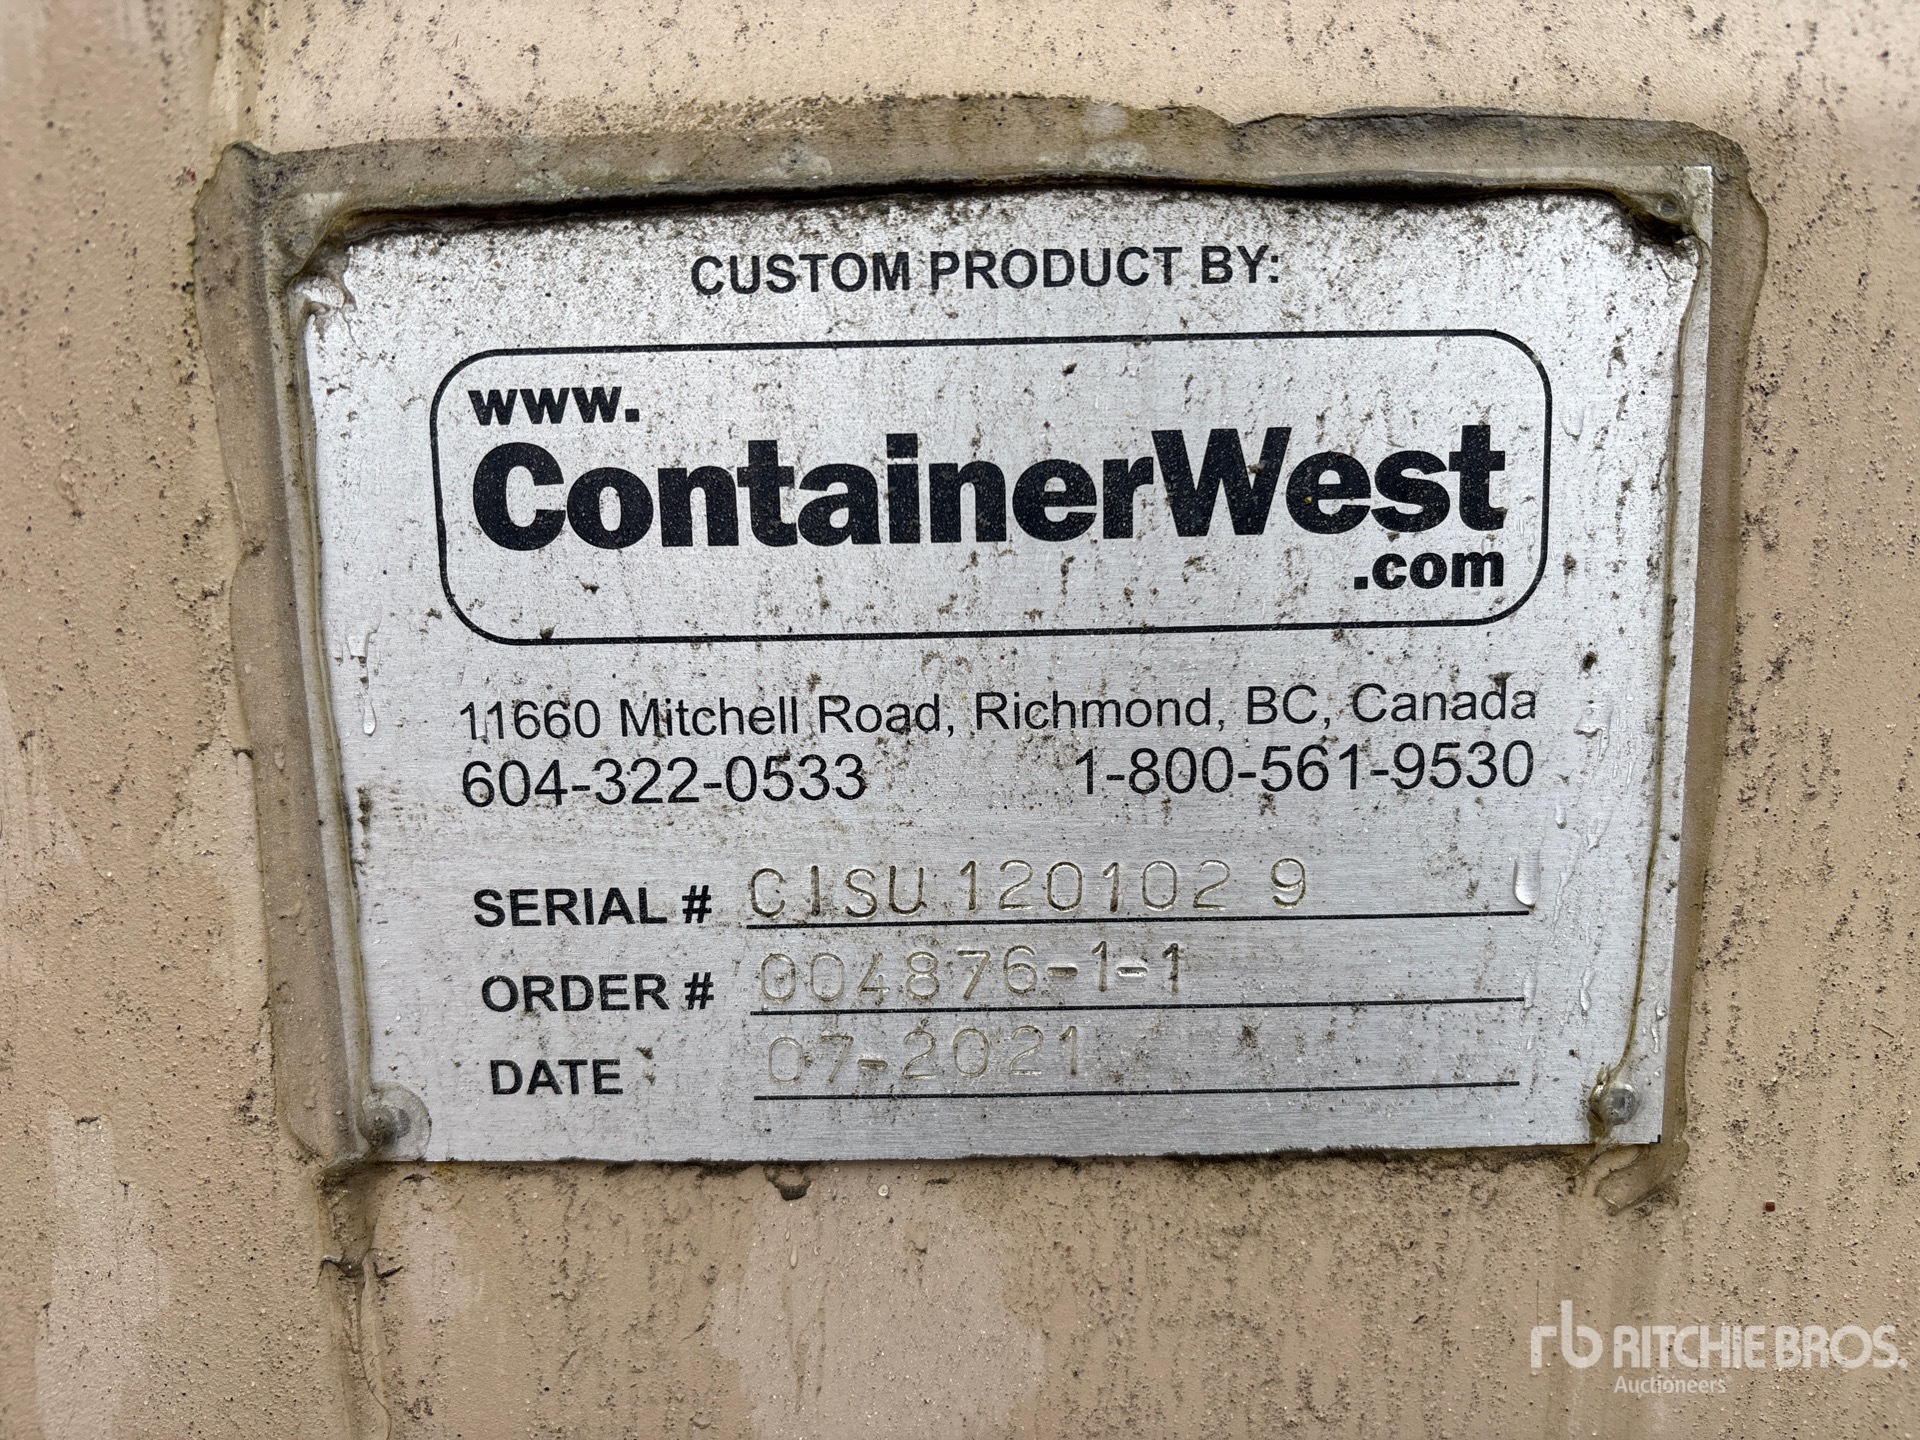 CUSTOM PRODUCT BY:
www.
ContainerWest
.com
11660 Mitchell Road, Richmond, BC, Canada
604-322-0533 1-800-561-9530
SERIAL # CISU 120102 9
ORDER # 004876-1-1
DATE 07-2021
rb RITCHIE BROS.
Auctioneers